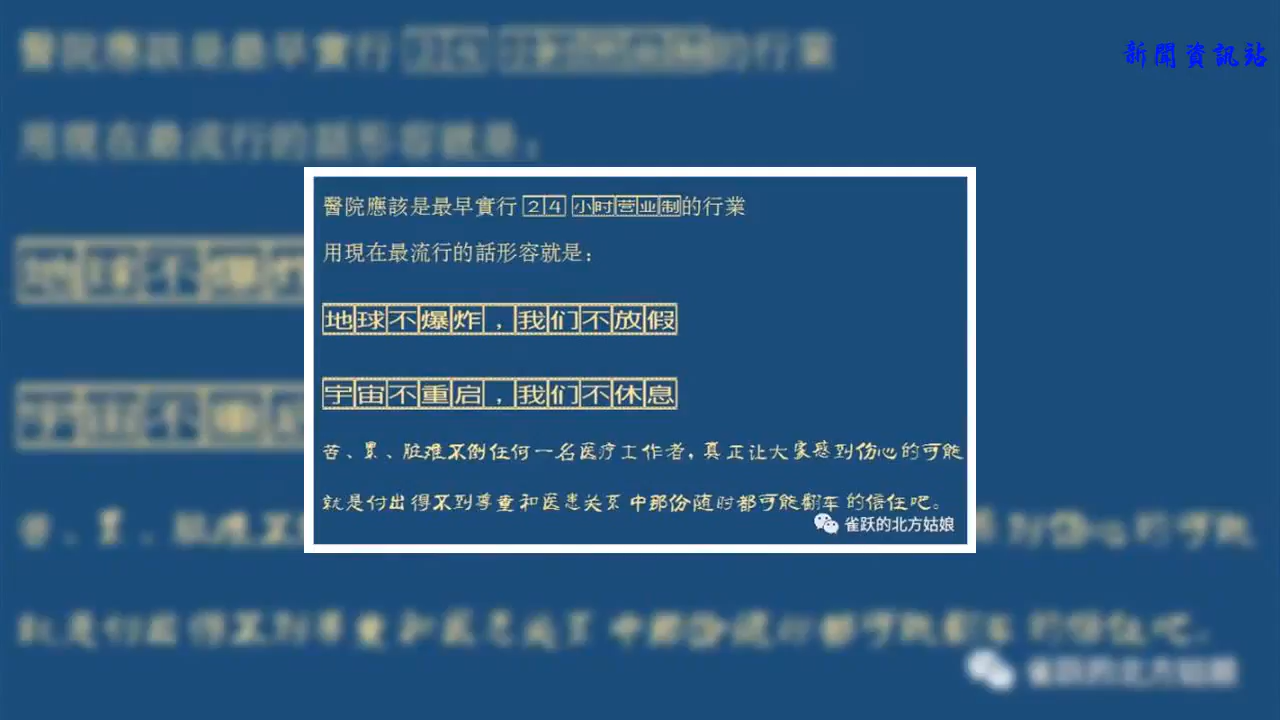 新聞資訊站
醫院應該是最早實行24小时营业制的行業
用現在最流行的話形容就是：
地球不爆炸，我们不放假
宇宙不重启，我们不休息
苦、累、脏难不倒任何一名医疗工作者，真正让大家感到伤心的可能
就是付出得不到尊重和医患关系中那份随时都可能翻车的信任吧。
雀跃的北方姑娘